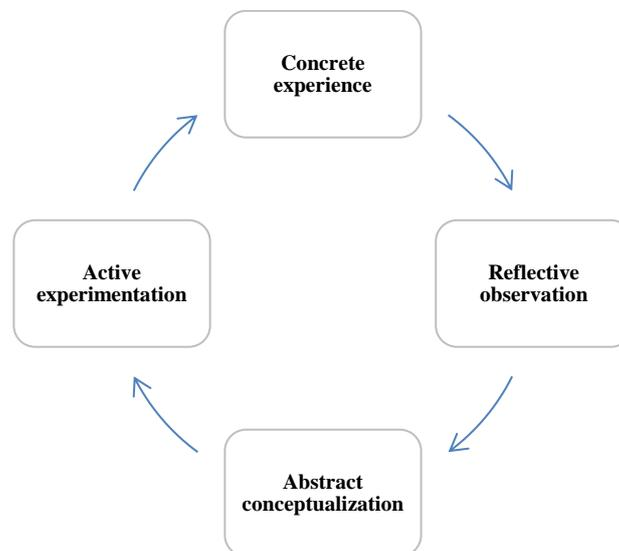 Concrete
experience
Reflective
observation
Abstract
conceptualization
Active
experimentation